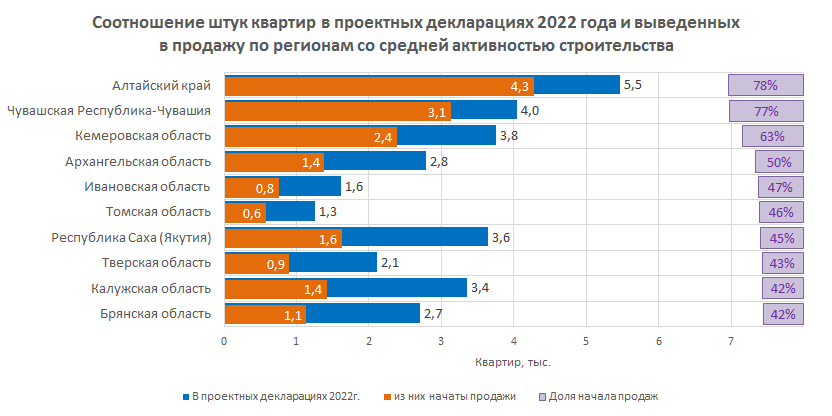 Соотношение штук квартир в проектных декларациях 2022 года и выведенных
в продажу по регионам со средней активностью строительства
Алтайский край 4,3 5,5 78%
Чувашская Республика-Чувашия 3,1 4,0 77%
Кемеровская область 2,4 3,8 63%
Архангельская область 1,4 2,8 50%
Ивановская область 0,8 1,6 47%
Томская область 0,6 1,3 46%
Республика Саха (Якутия) 1,6 3,6 45%
Тверская область 0,9 2,1 43%
Калужская область 1,4 3,4 42%
Брянская область 1,1 2,7 42%
0 1 2 3 4 5 6 7
Квартир, тыс.
В проектных декларациях 2022г. из них начаты продажи Доля начала продаж